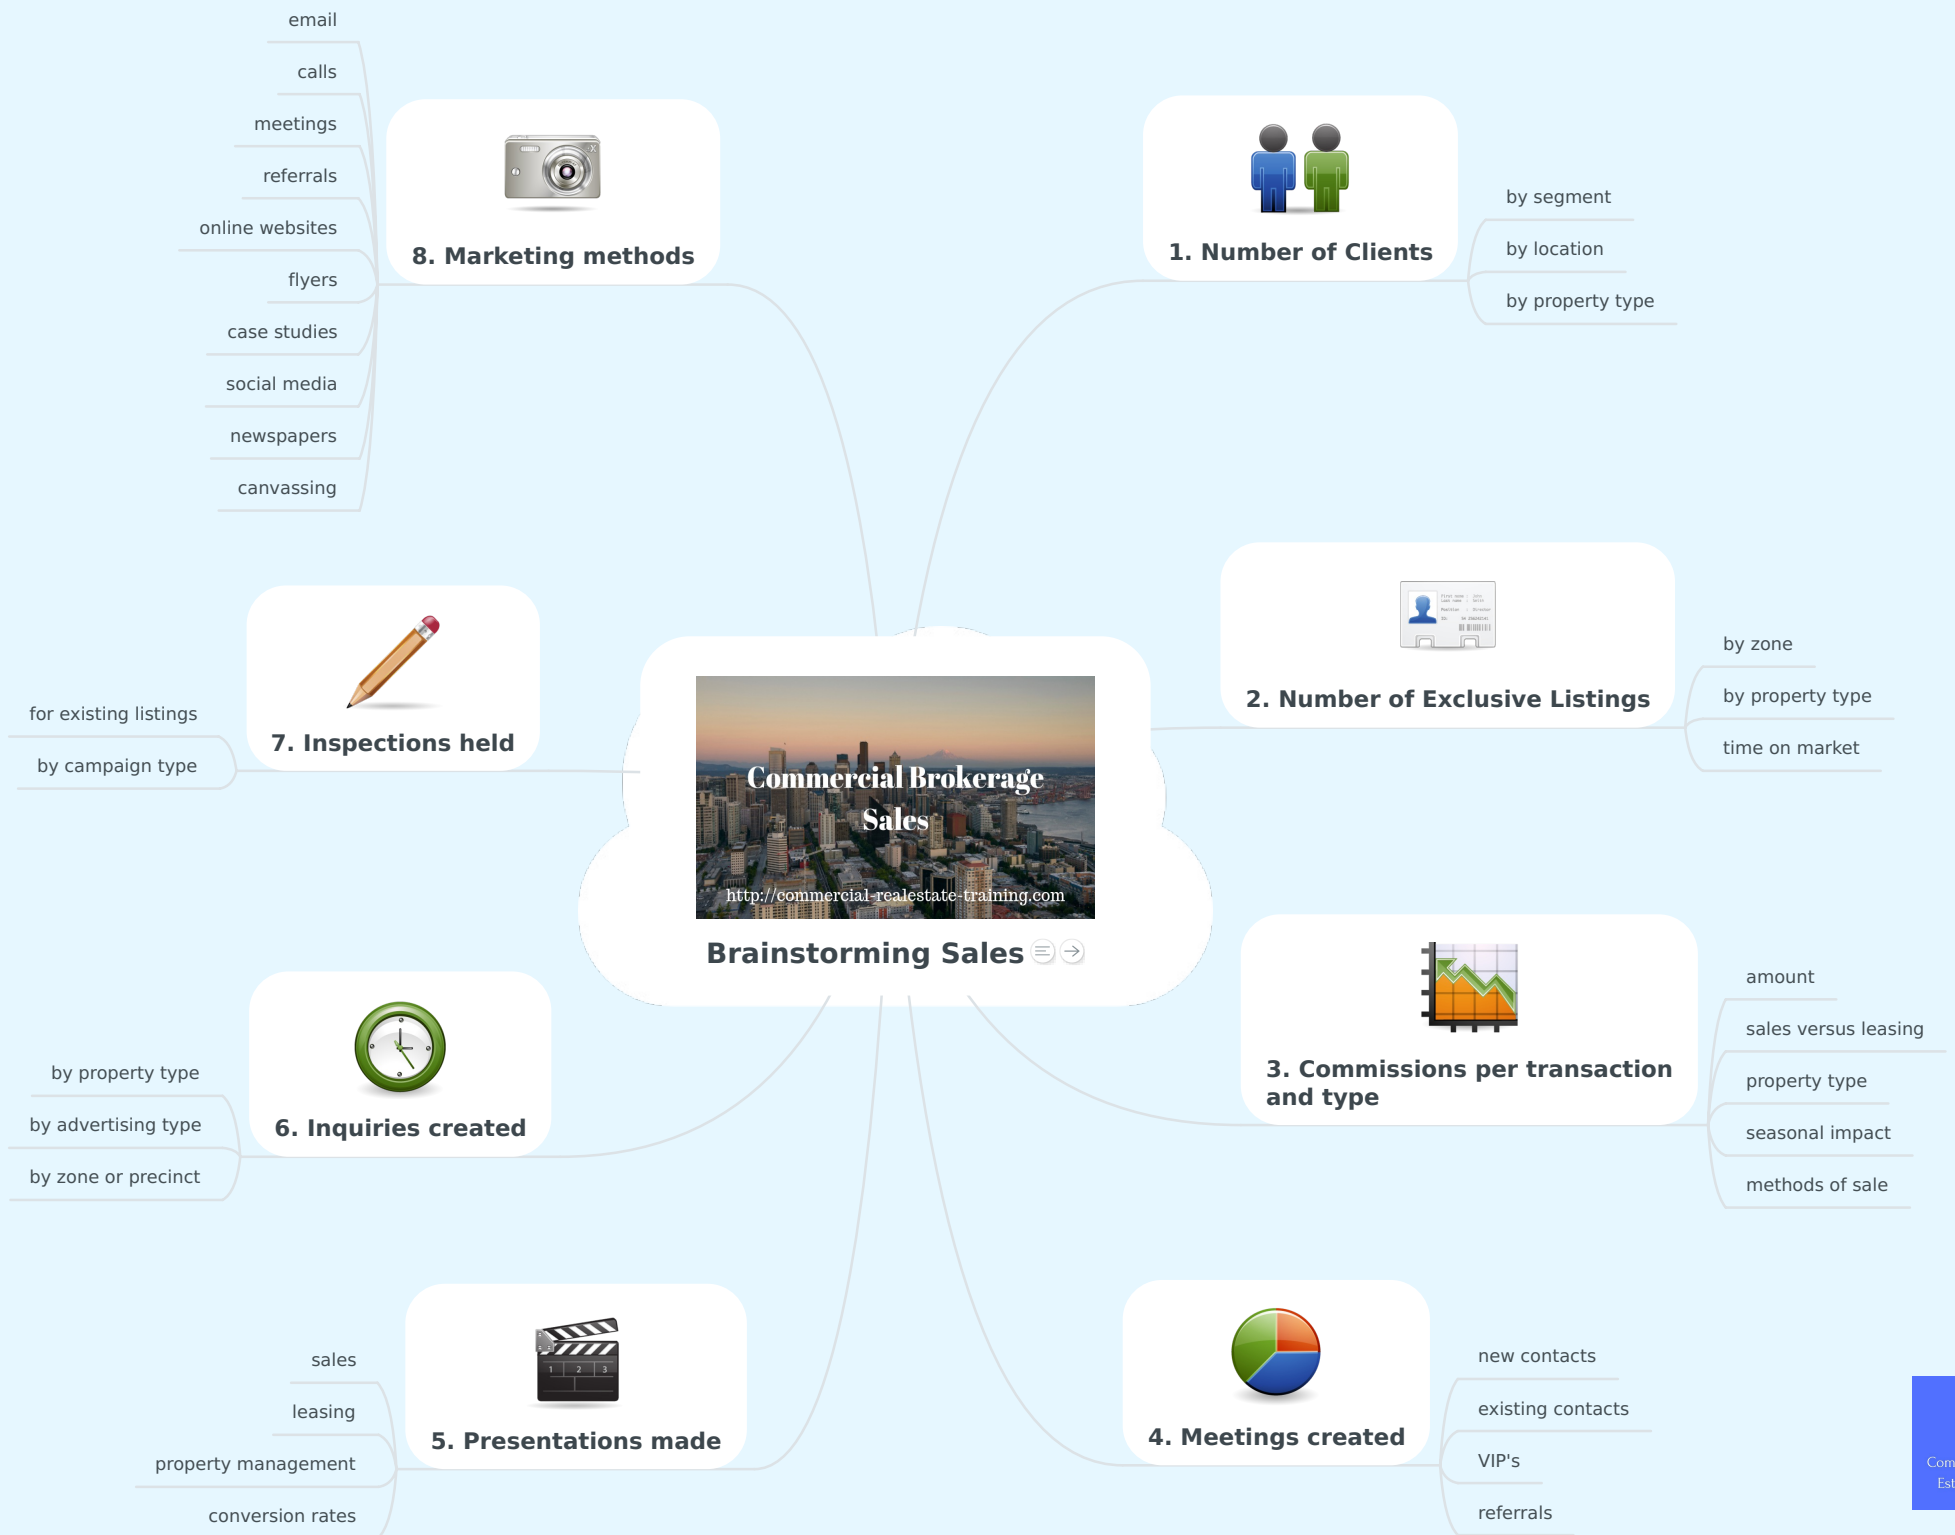 email
calls
meetings
referrals
online websites
flyers
case studies
social media
newspapers
canvassing
8. Marketing methods
1. Number of Clients
by segment
by location
by property type
2. Number of Exclusive Listings
by zone
by property type
time on market
7. Inspections held
for existing listings
by campaign type
Commercial Brokerage
Sales
http://commercial-realestate-training.com
Brainstorming Sales
3. Commissions per transaction
and type
amount
sales versus leasing
property type
seasonal impact
methods of sale
6. Inquiries created
by property type
by advertising type
by zone or precinct
5. Presentations made
1 2 3
sales
leasing
property management
conversion rates
4. Meetings created
new contacts
existing contacts
VIP's
referrals
Com
Est